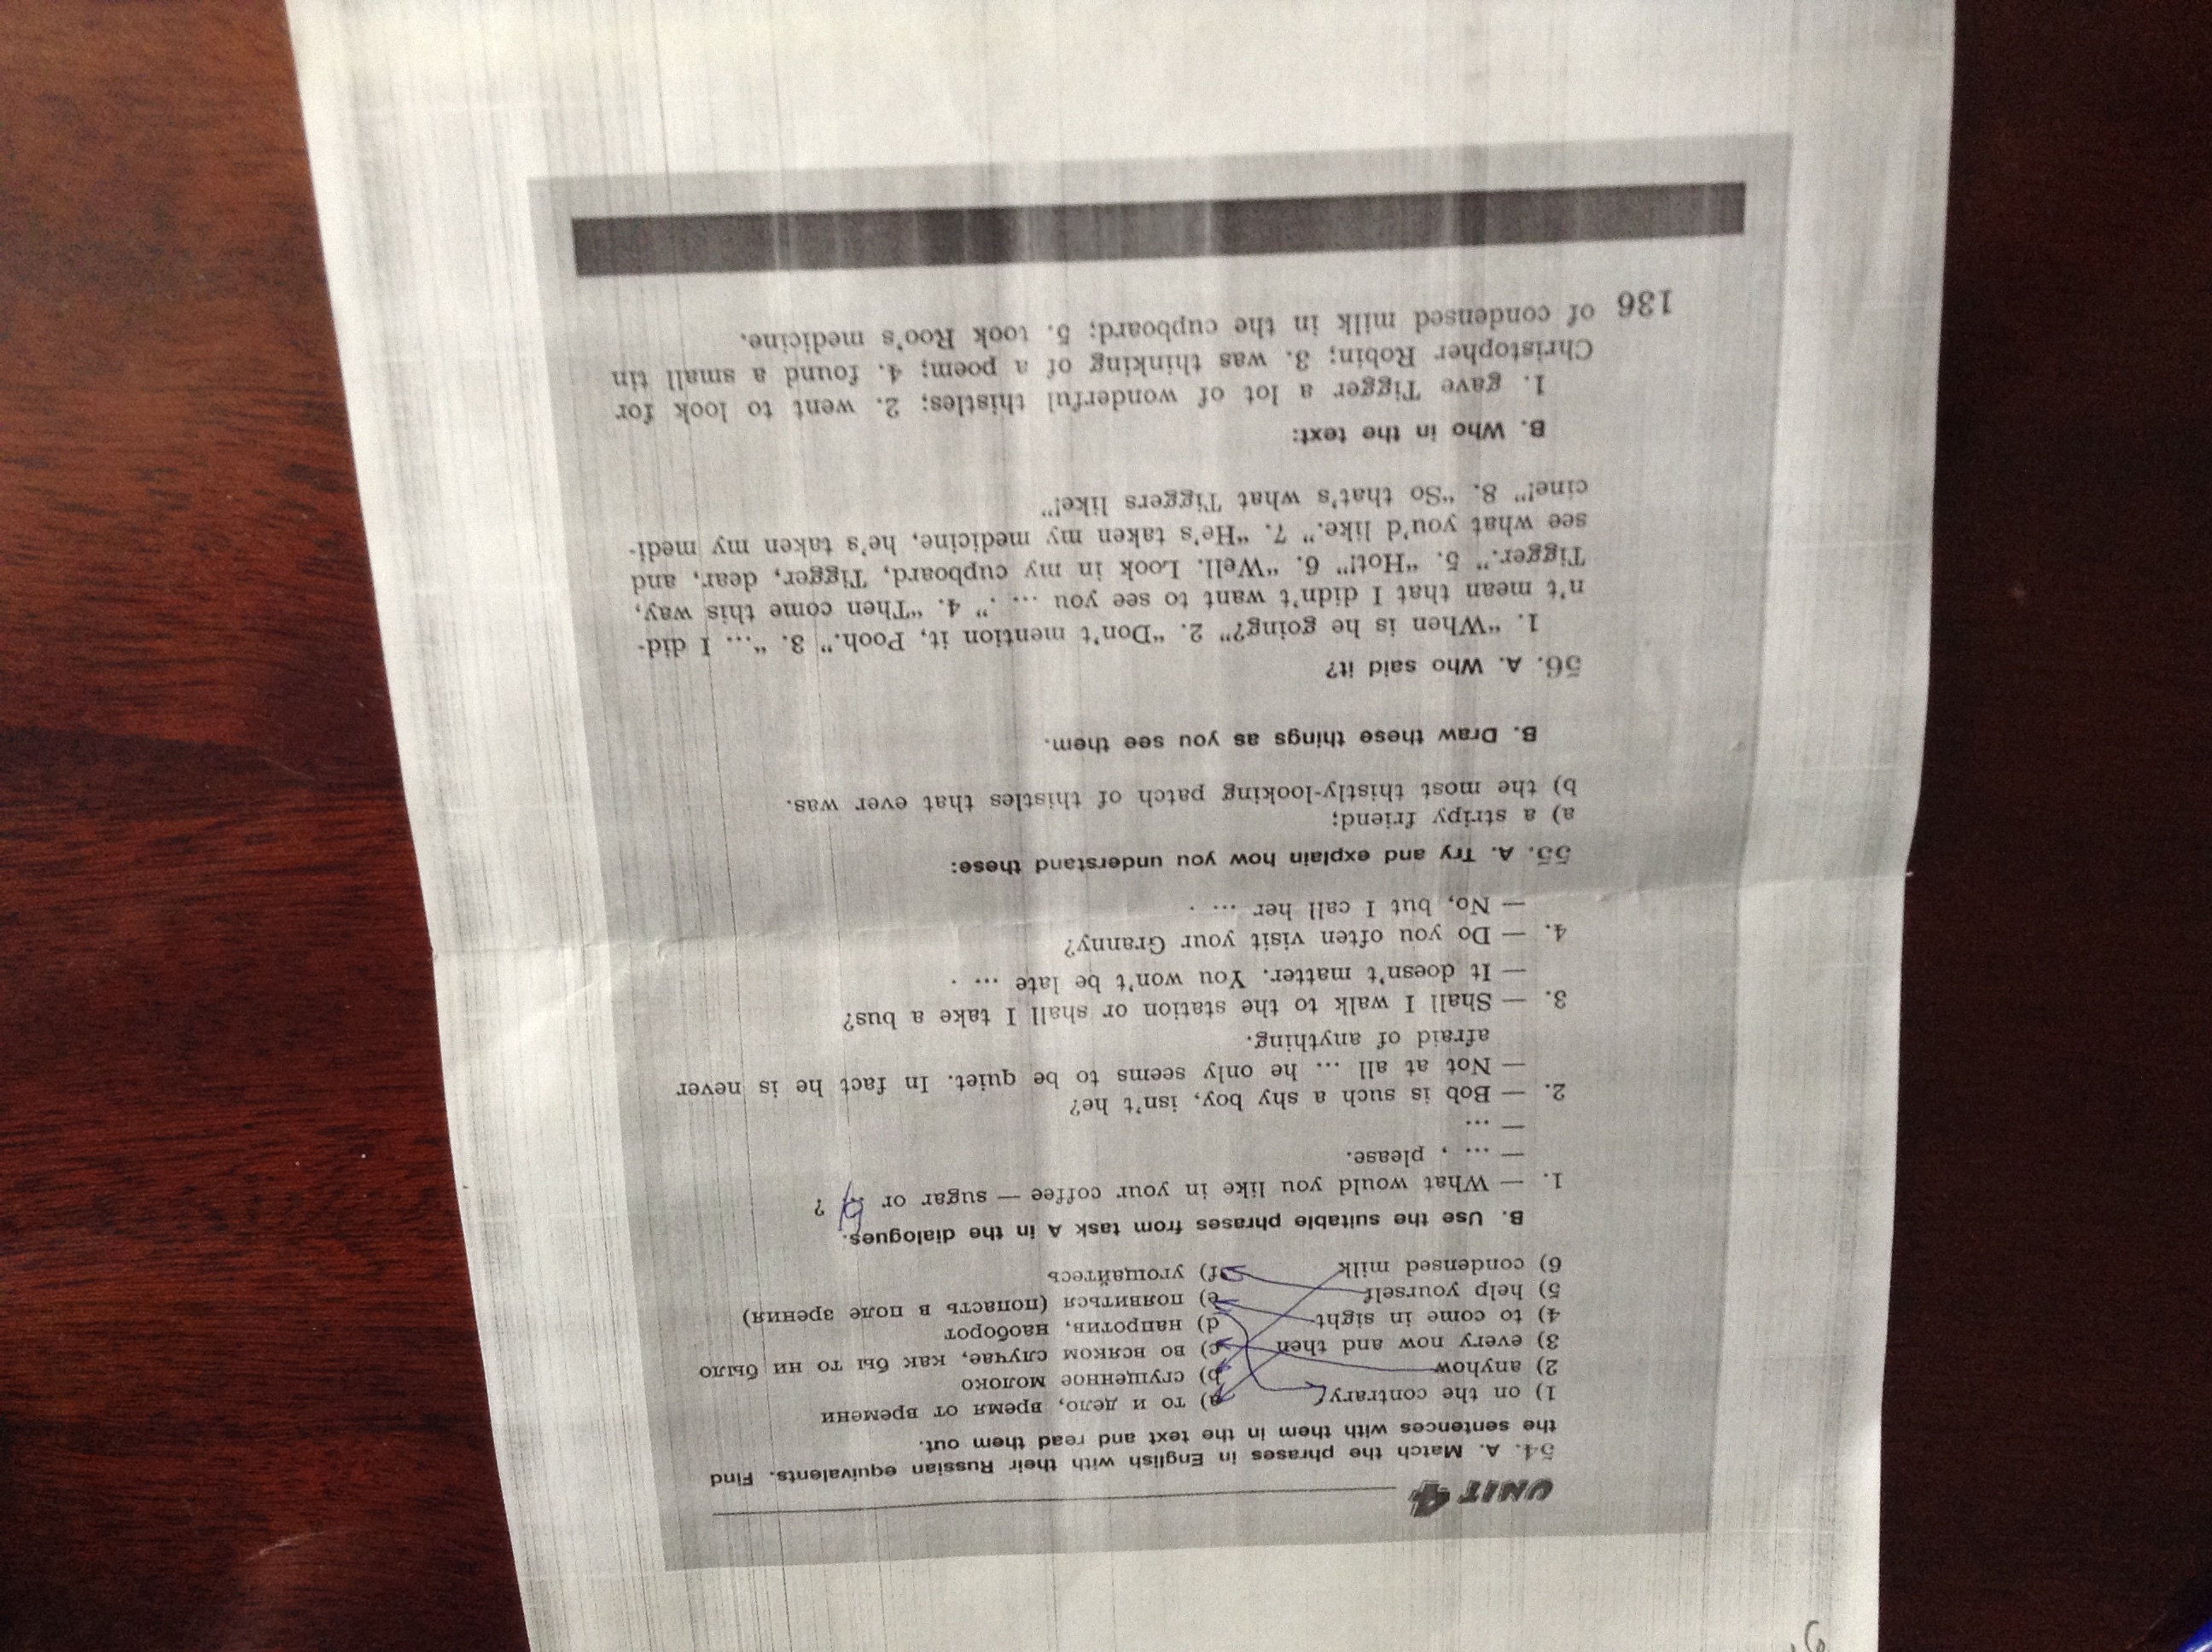 UNIT 4
54. A. Match the phrases in English with their Russian equivalents. Find
the sentences with them in the text and read them out.
1) on the contrary a) то и дело, время от времени
2) anyhow b) сгущенное молоко
3) every now and then c) во всяком случае, как бы то ни было
4) to come in sight d) напротив, наоборот
5) help yourself e) появиться (попасть в поле зрения)
6) condensed milk f) угощайтесь
B. Use the suitable phrases from task A in the dialogues.
1. — What would you like in your coffee — sugar or ... ?
— ... , please.
— ...
2. — Bob is such a shy boy, isn't he?
— Not at all ... he only seems to be quiet. In fact he is never
afraid of anything.
3. — Shall I walk to the station or shall I take a bus?
— It doesn't matter. You won't be late ... .
4. — Do you often visit your Granny?
— No, but I call her ... .
55. A. Try and explain how you understand these:
a) a stripy friend;
b) the most thistly-looking patch of thistles that ever was.
B. Draw these things as you see them.
56. A. Who said it?
1. “When is he going?” 2. “Don't mention it, Pooh.” 3. “... I did-
n't mean that I didn't want to see you ... .” 4. “Then come this way,
Tigger.” 5. “Hot!” 6. “Well. Look in my cupboard, Tigger, dear, and
see what you'd like.” 7. “He's taken my medicine, he's taken my medi-
cine!” 8. “So that's what Tiggers like!”
B. Who in the text:
1. gave Tigger a lot of wonderful thistles; 2. went to look for
Christopher Robin; 3. was thinking of a poem; 4. found a small tin
of condensed milk in the cupboard; 5. took Roo's medicine.
136